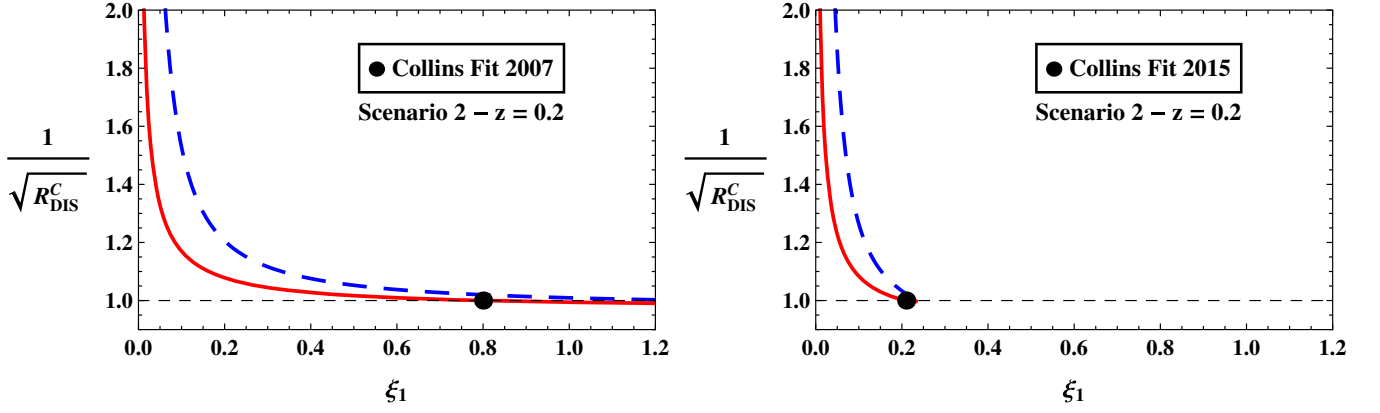 2.0
1.8
1.6
1.4
1.2
1.0
1
√R^C_DIS
● Collins Fit 2007
Scenario 2 − z = 0.2
0.0 0.2 0.4 0.6 0.8 1.0 1.2
ξ1
2.0
1.8
1.6
1.4
1.2
1.0
1
√R^C_DIS
● Collins Fit 2015
Scenario 2 − z = 0.2
0.0 0.2 0.4 0.6 0.8 1.0 1.2
ξ1